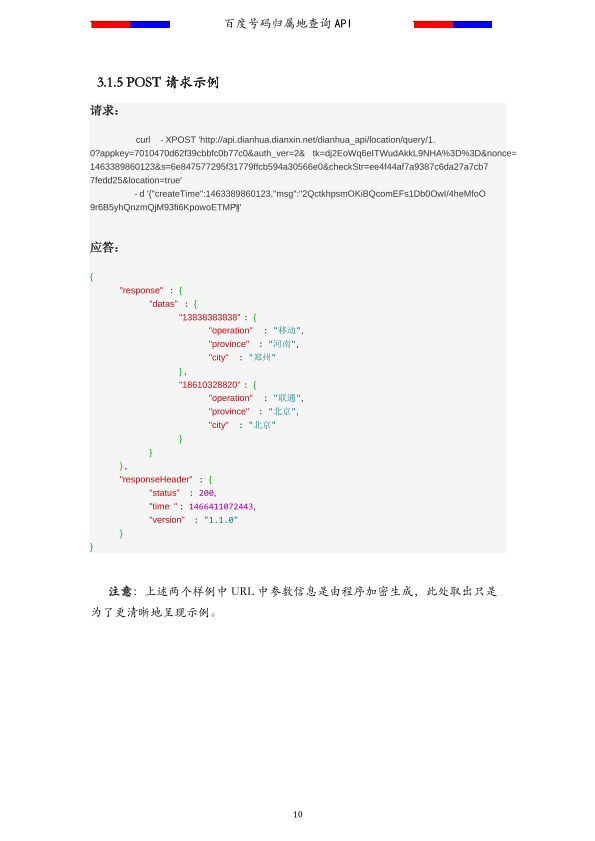 百度号码归属地查询 API
3.1.5 POST 请求示例
请求：
curl - XPOST 'http://api.dianhua.dianxin.net/dianhua_api/location/query/1.
0?appkey=7010470d62f39cbbfc0b77c0&auth_ver=2& tk=dj2EoWq6eITWudAkkL9NHA%3D%3D&nonce=
1463389860123&s=6e847577295f31779ffcb594a30566e0&checkStr=ee4f44af7a9387c6da27a7cb7
7fedd25&location=true'
- d '{"createTime":1463389860123,"msg":"2QctkhpsmOKiBQcomEFs1Db0OwI/4heMfoO
9r6B5yhQnzmQjM93fi6KpowoETMP"}'
应答：
{
"response" : {
"datas" : {
"13838383838" : {
"operation" : "移动",
"province" : "河南",
"city" : "郑州"
},
"18610328820" : {
"operation" : "联通",
"province" : "北京",
"city" : "北京"
}
}
},
"responseHeader" : {
"status" : 200,
"time " : 1466411072443,
"version" : "1.1.0"
}
}
注意：上述两个样例中 URL 中参数信息是由程序加密生成，此处取出只是
为了更清晰地呈现示例。
10